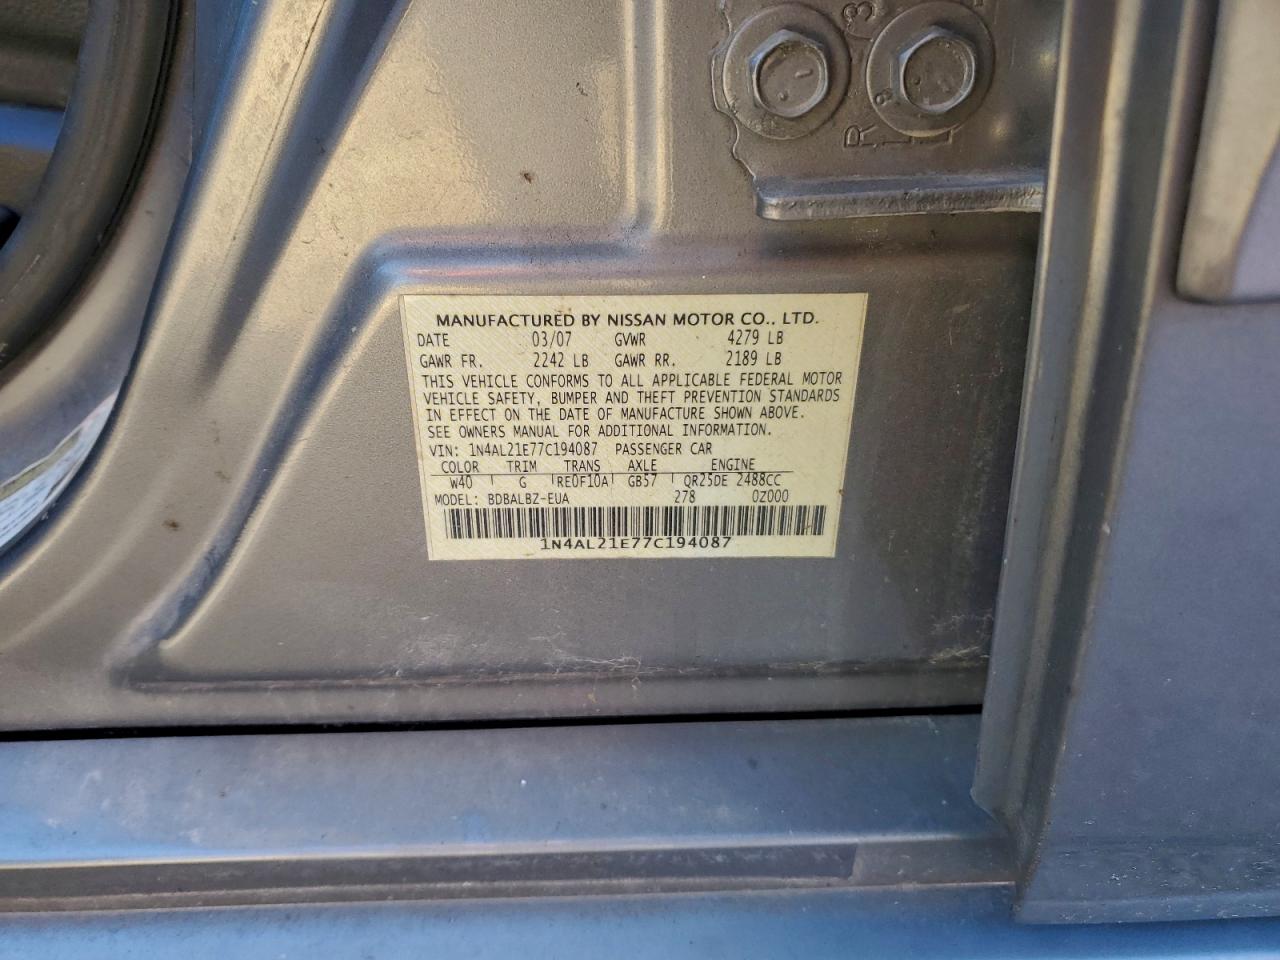 R
3
MANUFACTURED BY NISSAN MOTOR CO., LTD.
DATE 03/07 GVWR 4279 LB
GAWR FR. 2242 LB GAWR RR. 2189 LB
THIS VEHICLE CONFORMS TO ALL APPLICABLE FEDERAL MOTOR
VEHICLE SAFETY, BUMPER AND THEFT PREVENTION STANDARDS
IN EFFECT ON THE DATE OF MANUFACTURE SHOWN ABOVE.
SEE OWNERS MANUAL FOR ADDITIONAL INFORMATION.
VIN: 1N4AL21E77C194087 PASSENGER CAR
COLOR TRIM TRANS AXLE ENGINE
W40 G RE0F10A GB57 QR25DE 2488CC
MODEL: BDBALBZ-EUA 278 0Z000
1N4AL21E77C194087